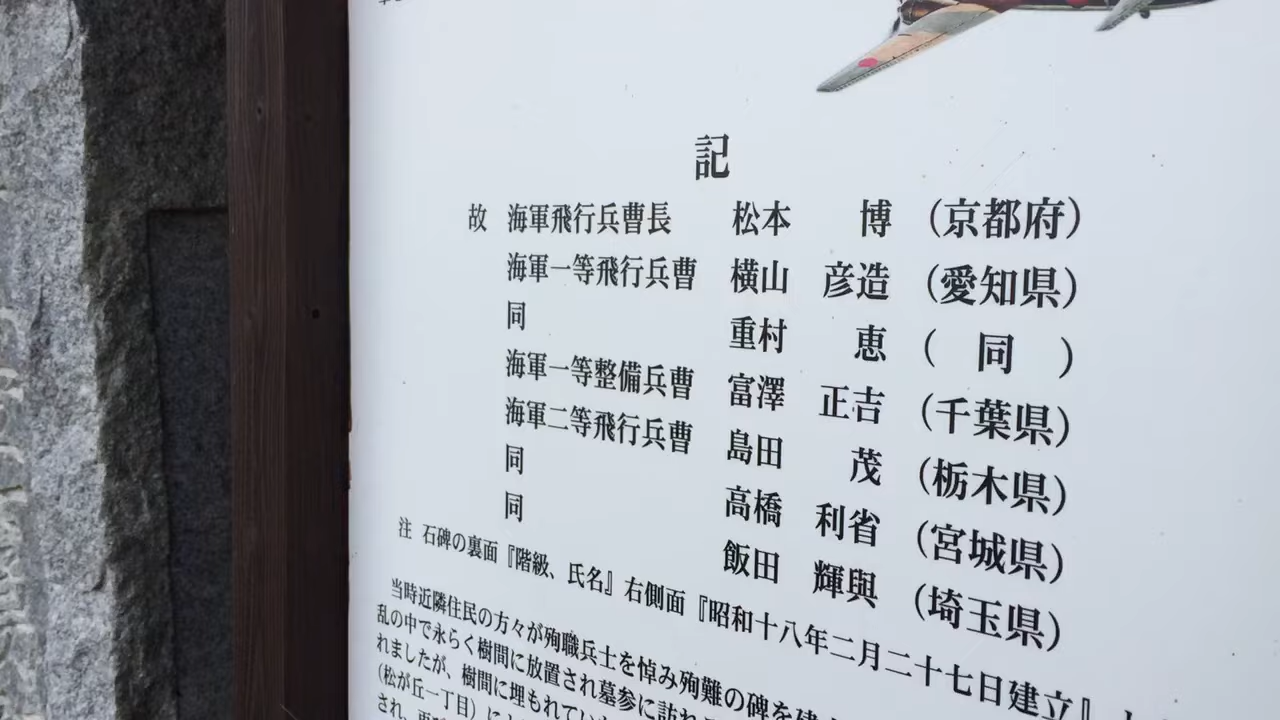 記
故 海軍飛行兵曹長 松本 博 (京都府)
海軍一等飛行兵曹 横山 彦造 (愛知県)
同 重村 恵 ( 同 )
海軍一等整備兵曹 富澤 正吉 (千葉県)
海軍二等飛行兵曹 島田 茂 (栃木県)
同 高橋 利省 (宮城県)
同 飯田 輝與 (埼玉県)
注 石碑の裏面『階級、氏名』右側面『昭和十八年二月二十七日建立』
当時近隣住民の方々が殉職兵士を悼み殉難の碑を建
乱の中で永らく樹間に放置され墓参に訪れ
れましたが、樹間に埋もれてい
(松が丘一丁目)に
され、再び